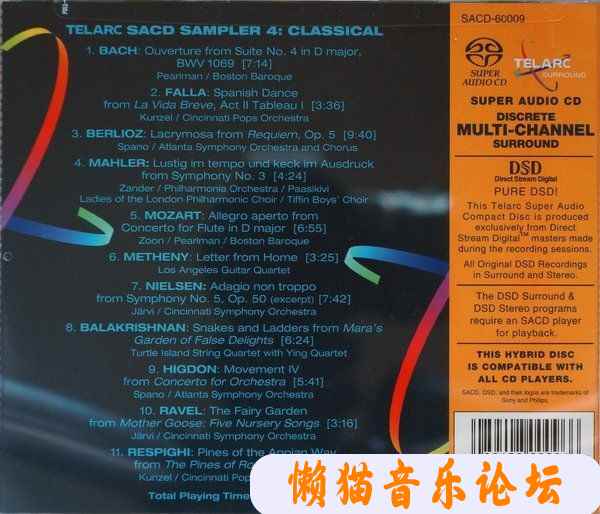 TELARC SACD SAMPLER 4: CLASSICAL
1. BACH: Ouverture from Suite No. 4 in D major,
BWV 1069 [7:14]
Pearlman / Boston Baroque
2. FALLA: Spanish Dance
from La Vida Breve, Act II Tableau I [3:36]
Kunzel / Cincinnati Pops Orchestra
3. BERLIOZ: Lacrymosa from Requiem, Op. 5 [9:40]
Spano / Atlanta Symphony Orchestra and Chorus
4. MAHLER: Lustig im tempo und keck im Ausdruck
from Symphony No. 3 [4:24]
Zander / Philharmonia Orchestra / Paasikivi
Ladies of the London Philharmonic Choir / Tiffin Boys' Choir
5. MOZART: Allegro aperto from
Concerto for Flute in D major [6:55]
Zoon / Pearlman / Boston Baroque
6. METHENY: Letter from Home [3:25]
Los Angeles Guitar Quartet
7. NIELSEN: Adagio non troppo
from Symphony No. 5, Op. 50 (excerpt) [7:42]
Järvi / Cincinnati Symphony Orchestra
8. BALAKRISHNAN: Snakes and Ladders from Mara's
Garden of False Delights [6:24]
Turtle Island String Quartet with Ying Quartet
9. HIGDON: Movement IV
from Concerto for Orchestra [5:41]
Spano / Atlanta Symphony Orchestra
10. RAVEL: The Fairy Garden
from Mother Goose: Five Nursery Songs [3:16]
Järvi / Cincinnati Symphony Orchestra
11. RESPIGHI: Pines of the Appian Way
from The Pines of
Kunzel / Cincinnati Pops Or
Total Playing Time
SACD-60009
SUPER AUDIO CD
TELARC
SURROUND
SUPER AUDIO CD
DISCRETE
MULTI-CHANNEL
SURROUND
DSD
Direct Stream Digital
PURE DSD!
This Telarc Super Audio
Compact Disc is produced
exclusively from Direct
Stream Digital™ masters made
during the recording sessions.
All Original DSD Recordings
in Surround and Stereo.
The DSD Surround &
DSD Stereo programs
require an SACD player
for playback.
THIS HYBRID DISC
IS COMPATIBLE WITH
ALL CD PLAYERS.
SACD, DSD, and their logos are trademarks of
Sony and Philips.
懒猫音乐论坛